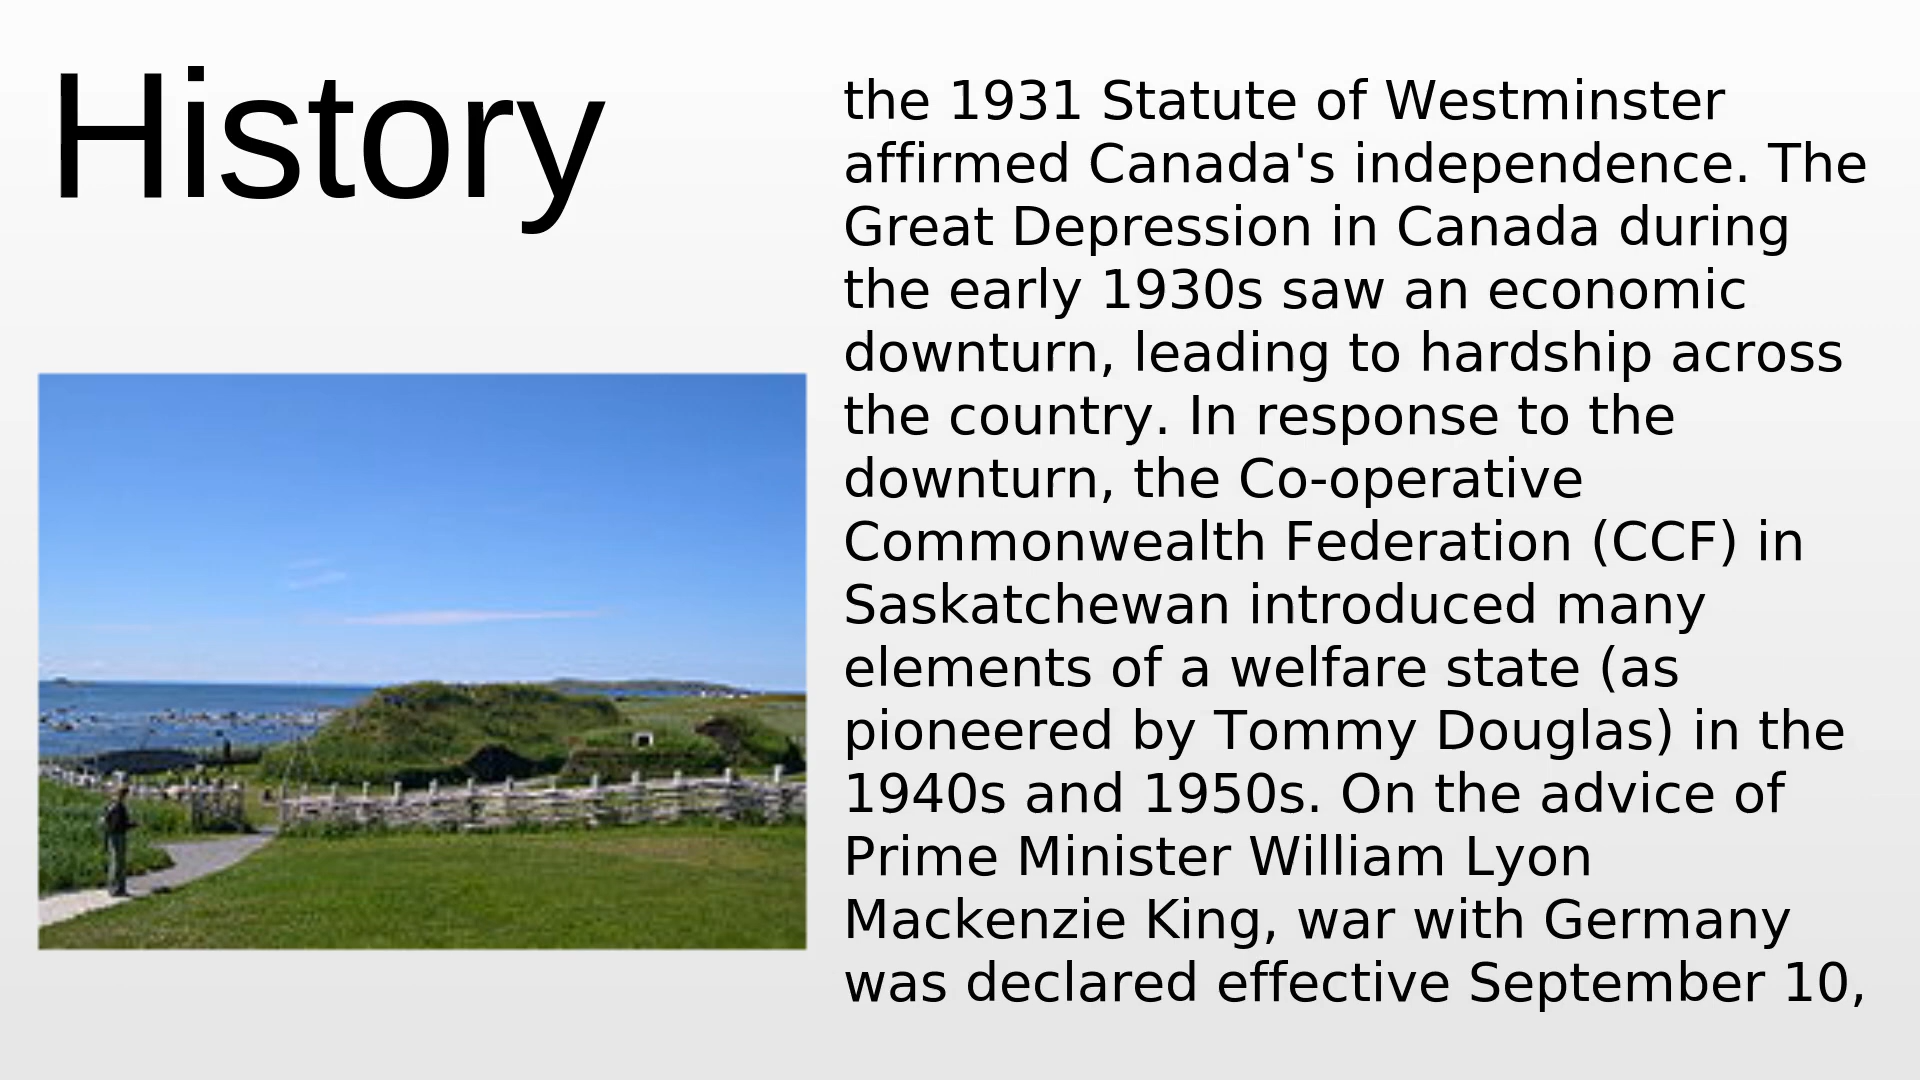 History
the 1931 Statute of Westminster
affirmed Canada's independence. The
Great Depression in Canada during
the early 1930s saw an economic
downturn, leading to hardship across
the country. In response to the
downturn, the Co-operative
Commonwealth Federation (CCF) in
Saskatchewan introduced many
elements of a welfare state (as
pioneered by Tommy Douglas) in the
1940s and 1950s. On the advice of
Prime Minister William Lyon
Mackenzie King, war with Germany
was declared effective September 10,